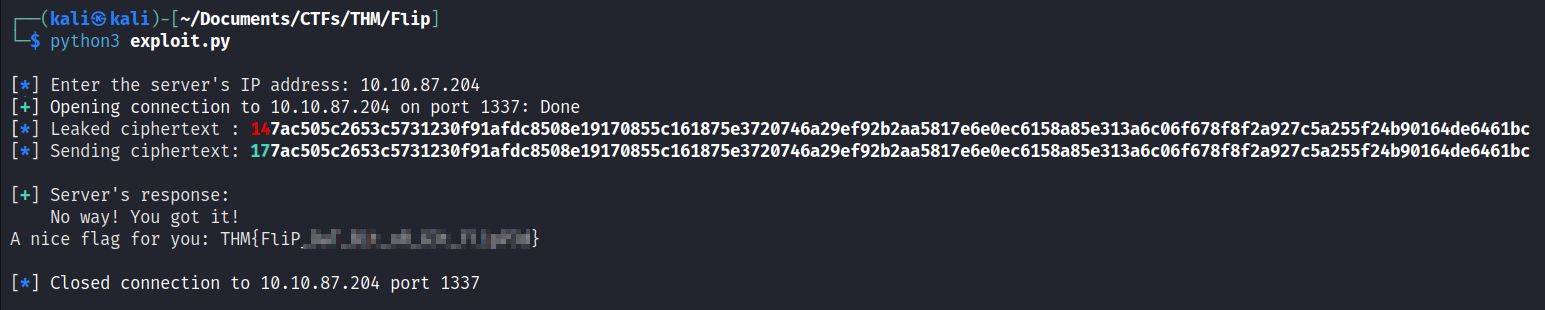 ┌──(kali㉿kali)-[~/Documents/CTFs/THM/Flip]
└─$ python3 exploit.py
[*] Enter the server's IP address: 10.10.87.204
[+] Opening connection to 10.10.87.204 on port 1337: Done
[*] Leaked ciphertext : 147ac505c2653c5731230f91afdc8508e19170855c161875e3720746a29ef92b2aa5817e6e0ec6158a85e313a6c06f678f8f2a927c5a255f24b90164de6461bc
[*] Sending ciphertext: 177ac505c2653c5731230f91afdc8508e19170855c161875e3720746a29ef92b2aa5817e6e0ec6158a85e313a6c06f678f8f2a927c5a255f24b90164de6461bc
[+] Server's response:
No way! You got it!
A nice flag for you: THM{FliP_ }
[*] Closed connection to 10.10.87.204 port 1337